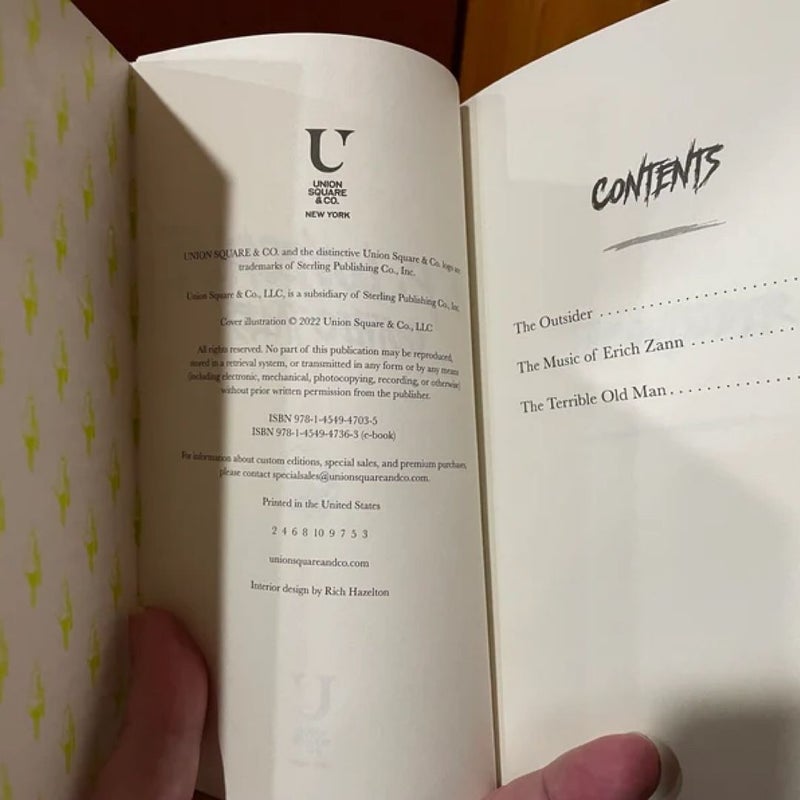 U
UNION
SQUARE
& CO.
NEW YORK
UNION SQUARE & CO. and the distinctive Union Square & Co. logo are
trademarks of Sterling Publishing Co., Inc.
Union Square & Co., LLC, is a subsidiary of Sterling Publishing Co., Inc.
Cover illustration © 2022 Union Square & Co., LLC
All rights reserved. No part of this publication may be reproduced,
stored in a retrieval system, or transmitted in any form or by any means
(including electronic, mechanical, photocopying, recording, or otherwise)
without prior written permission from the publisher.
ISBN 978-1-4549-4703-5
ISBN 978-1-4549-4736-3 (e-book)
For information about custom editions, special sales, and premium purchases,
please contact specialsales@unionsquareandco.com.
Printed in the United States
2 4 6 8 10 9 7 5 3
unionsquareandco.com
Interior design by Rich Hazelton
CONTENTS
The Outsider . . . . . . . . . . . . . . . . . . .
The Music of Erich Zann . . . . . . . . . .
The Terrible Old Man . . . . . . . . . . . .